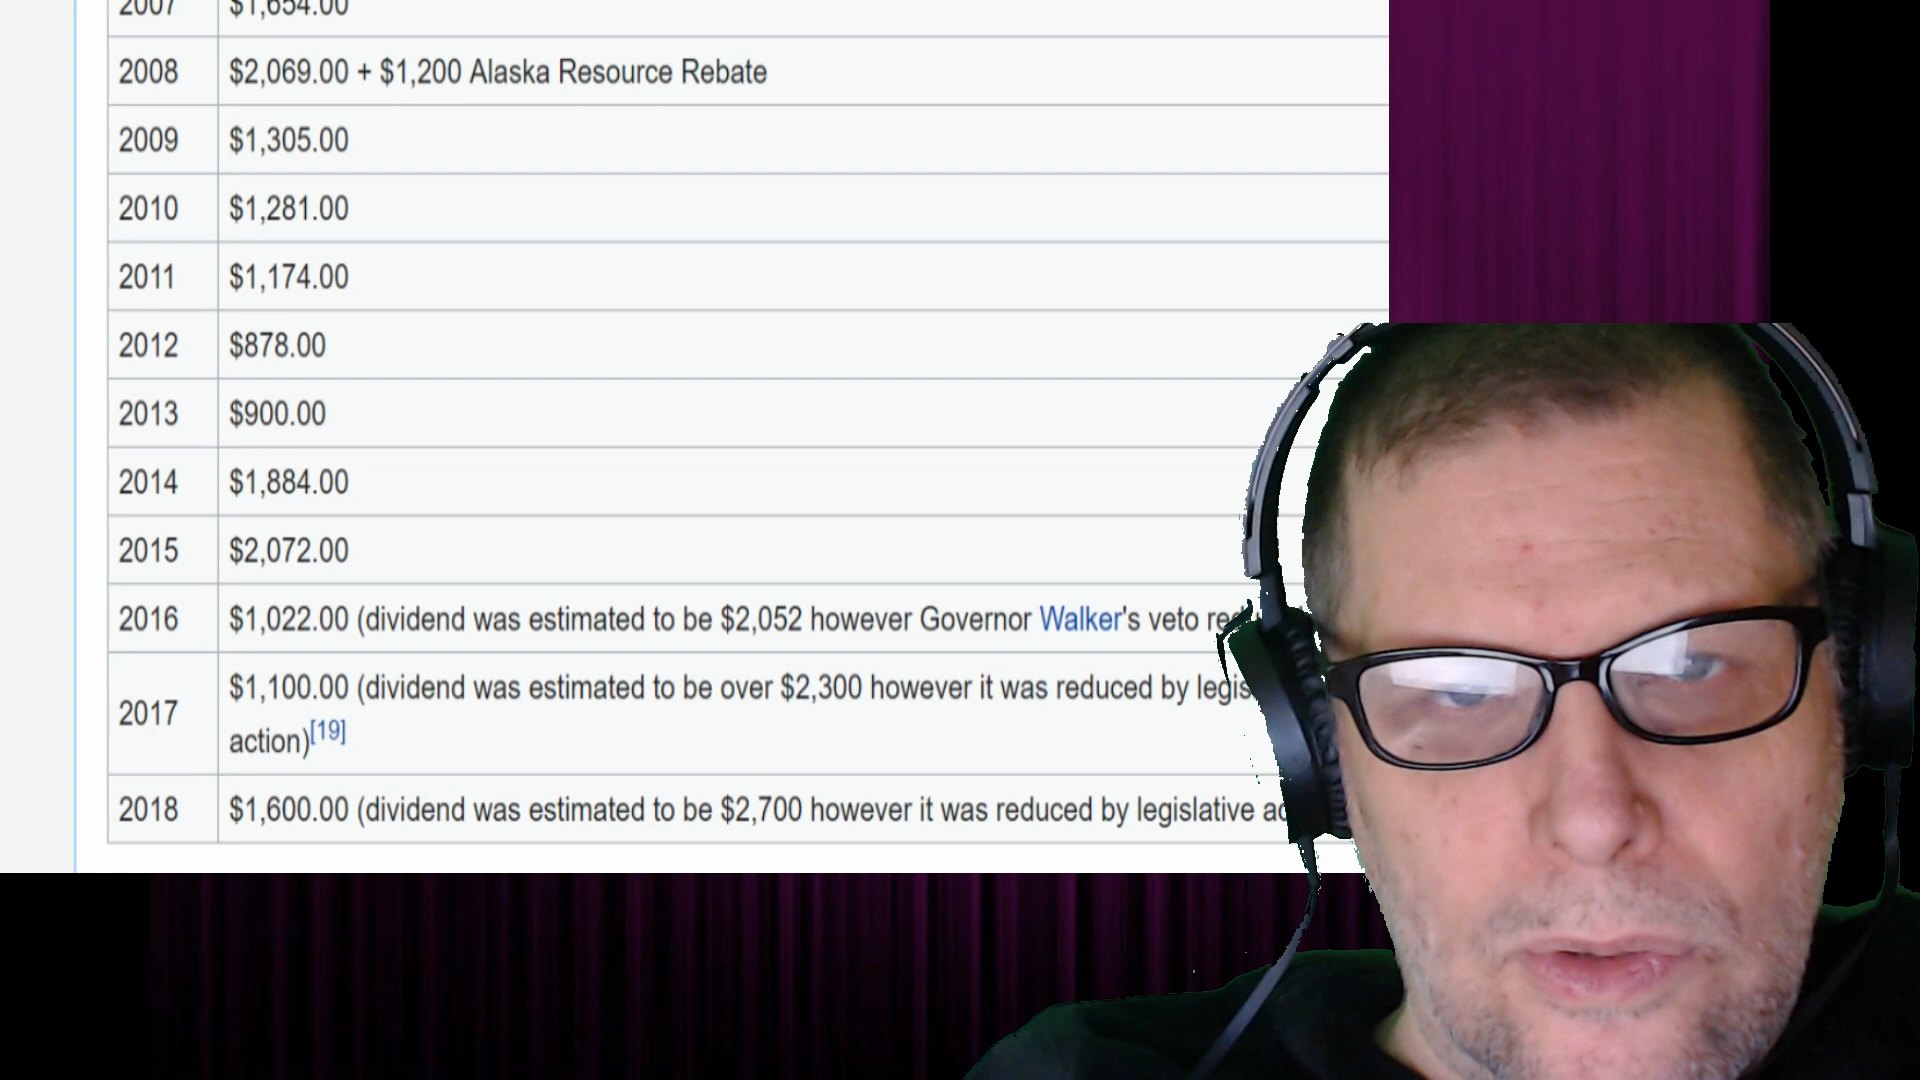 2007 $1,654.00
2008 $2,069.00 + $1,200 Alaska Resource Rebate
2009 $1,305.00
2010 $1,281.00
2011 $1,174.00
2012 $878.00
2013 $900.00
2014 $1,884.00
2015 $2,072.00
2016 $1,022.00 (dividend was estimated to be $2,052 however Governor Walker's veto
2017 $1,100.00 (dividend was estimated to be over $2,300 however it was reduced by
action)[19]
2018 $1,600.00 (dividend was estimated to be $2,700 however it was reduced by legislative